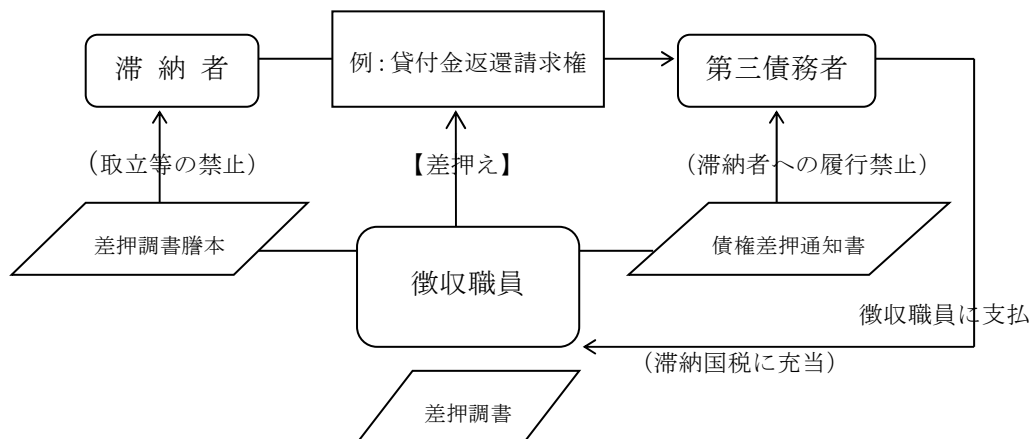 滞 納 者
例:貸付金返還請求権
第三債務者
(取立等の禁止)
【差押え】
(滞納者への履行禁止)
差押調書謄本
債権差押通知書
徴収職員
徴収職員に支払
(滞納国税に充当)
差押調書